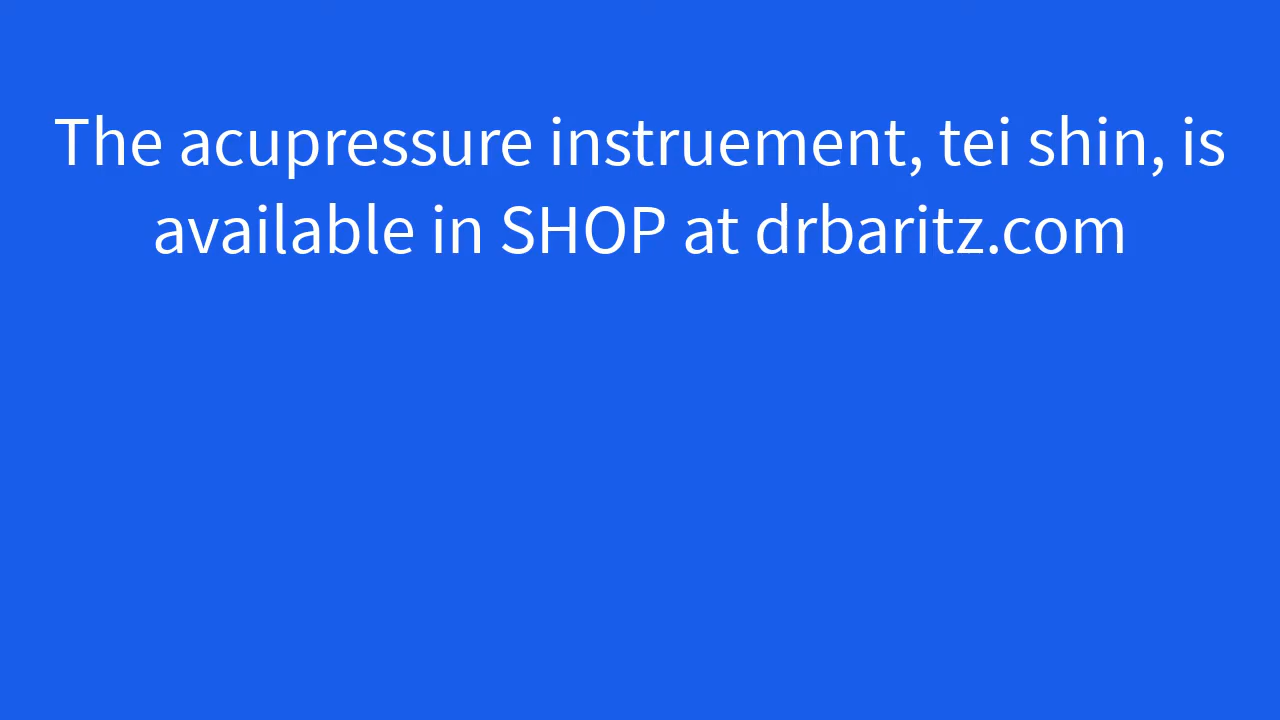 The acupressure instruement, tei shin, is
available in SHOP at drbaritz.com